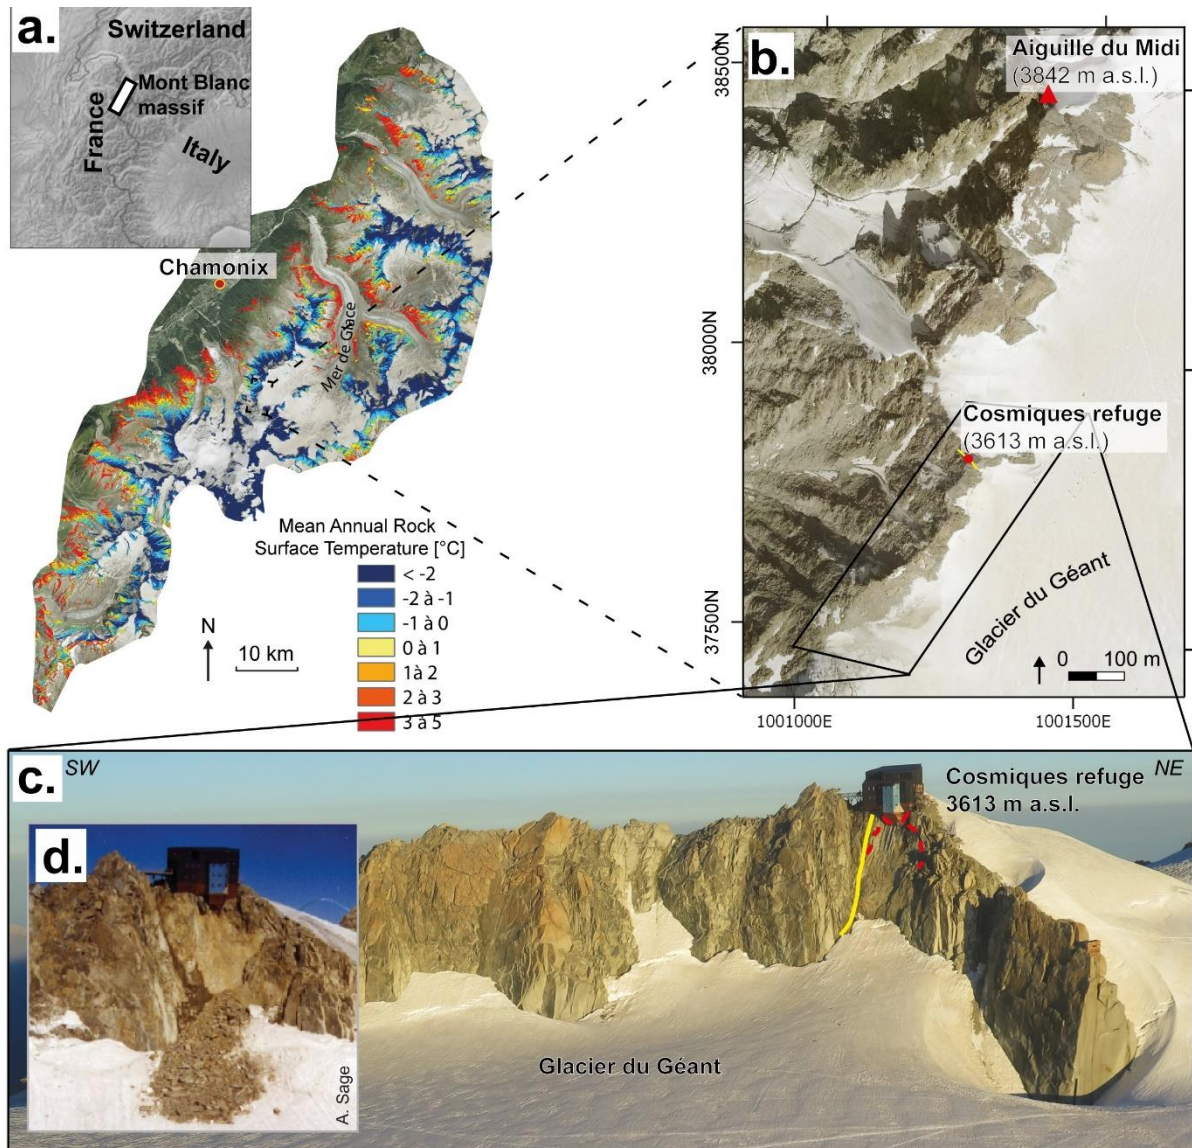 a.
Switzerland
Mont Blanc
massif
France
Italy
Chamonix
Mer de Glace
Mean Annual Rock
Surface Temperature [°C]
< -2
-2 à -1
-1 à 0
0 à 1
1à 2
2 à 3
3 à 5
N
10 km
b.
Aiguille du Midi
(3842 m a.s.l.)
38500N
38000N
37500N
Cosmiques refuge
(3613 m a.s.l.)
Glacier du Géant
0 100 m
1001000E
1001500E
c.
SW
NE
Cosmiques refuge
3613 m a.s.l.
Glacier du Géant
d.
A. Sage